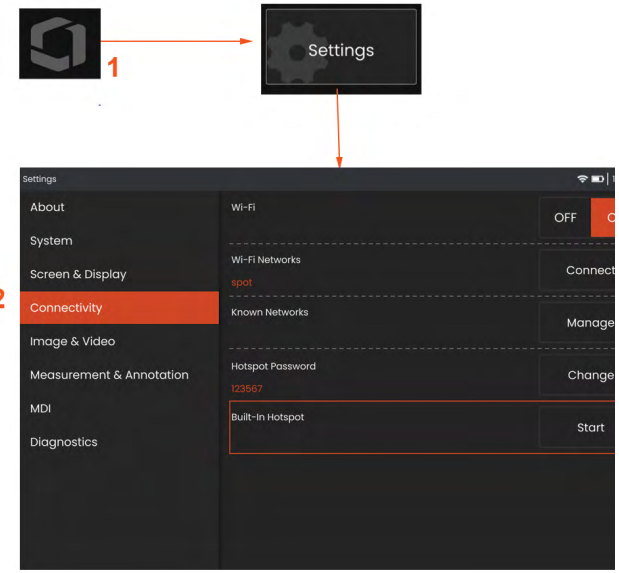 1
Settings
Settings
About
System
Screen & Display
2
Connectivity
Image & Video
Measurement & Annotation
MDI
Diagnostics
Wi-Fi
OFF
Wi-Fi Networks
spot
Connect
Known Networks
Manage
Hotspot Password
123567
Change
Built-In Hotspot
Start